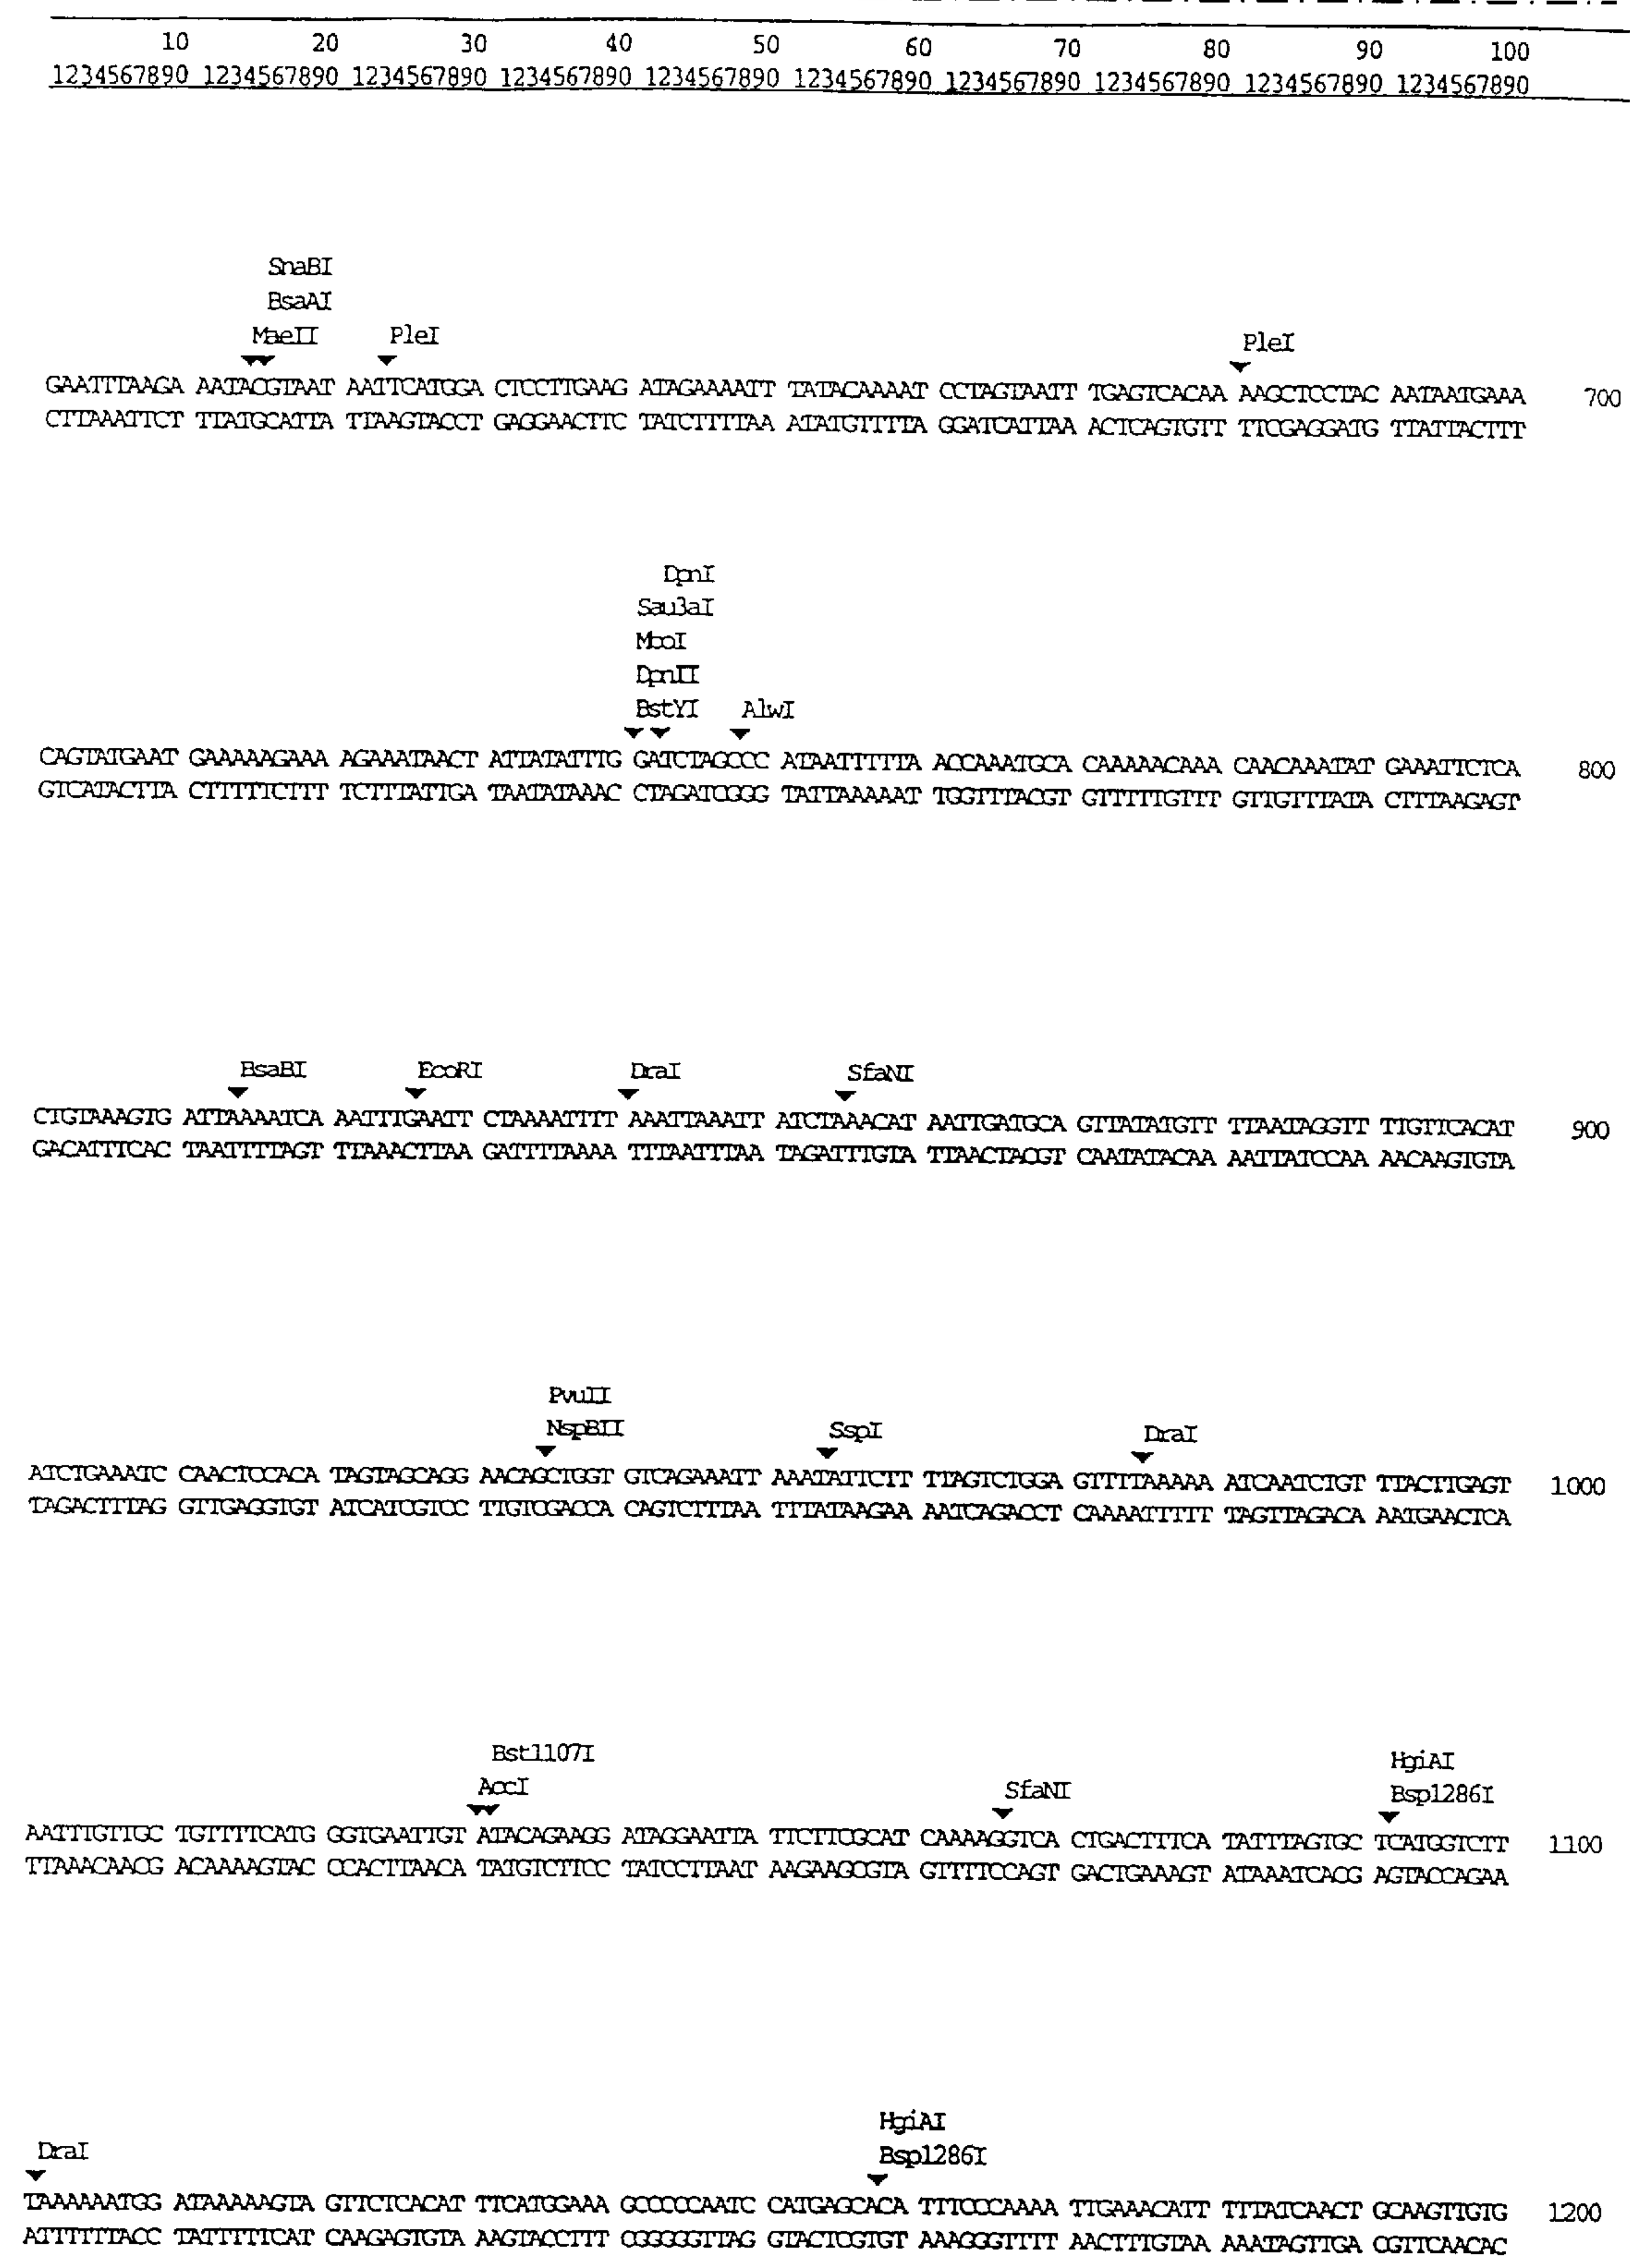 10 20 30 40 50 60 70 80 90 100
1234567890 1234567890 1234567890 1234567890 1234567890 1234567890 1234567890 1234567890 1234567890 1234567890
SnaBI
BsaAI
MaeII PleI PleI
GAATTTAAGA AATACGTAAT AATTCATGGA CTCCTTGAAG ATAGAAAATT TATACAAAAT CCTAGTAATT TGAGTCACAA AAGCTCCTAC AATAATGAAA 700
CTTAAATTCT TTATGCATTA TTAAGTACCT GAGGAACTTC TATCTTTTAA ATATGTTTTA GGATCATTAA ACTCAGTGTT TTCGAGGATG TTATTACTTT
DpnI
Sau3aI
MboI
DpnII
BstYI AlwI
CAGTATGAAT GAAAAAGAAA AGAAATAACT ATTATATTTG GATCTAGCCC ATAATTTTTA ACCAAATGCA CAAAAACAAA CAACAAATAT GAAATTCTCA 800
GTCATACTTA CTTTTTCTTT TCTTTATTGA TAATATAAAC CTAGATCGGG TATTAAAAAT TGGTTTACGT GTTTTTGTTT GTTGTTTATA CTTTAAGAGT
BsaBI EcoRI DraI SfaNI
CTGTAAAGTG ATTAAAATCA AATTTGAATT CTAAAATTTT AAATTAAATT ATCTAAACAT AATTGATGCA GTTATATGTT TTAATAGGTT TTGTTCACAT 900
GACATTTCAC TAATTTTAGT TTAAACTTAA GATTTTAAAA TTTAATTTAA TAGATTTGTA TTAACTACGT CAATATACAA AATTATCCAA AACAAGTGTA
PvuII
NspBII SspI DraI
ATCTGAAATC CAACTCCACA TAGTAGCAGG AACAGCTGGT GTCAGAAATT AAATATTCTT TTAGTCTGGA GTTTTAAAAA ATCAATCTGT TTACTTGAGT 1000
TAGACTTTAG GTTGAGGTGT ATCATCGTCC TTGTCGACCA CAGTCTTTAA TTTATAAGAA AATCAGACCT CAAAATTTTT TAGTTAGACA AATGAACTCA
Bst1107I HgiAI
AccI SfaNI Bsp1286I
AATTTGTTGC TGTTTTCATG GGTGAATTGT ATACAGAAGG ATAGGAATTA TTCTTCGCAT CAAAAGGTCA CTGACTTTCA TATTTAGTGC TCATGGTCTT 1100
TTAAACAACG ACAAAAGTAC CCACTTAACA TATGTCTTCC TATCCTTAAT AAGAAGCGTA GTTTTCCAGT GACTGAAAGT ATAAATCACG AGTACCAGAA
HgiAI
DraI Bsp1286I
TAAAAAATGG ATAAAAAGTA GTTCTCACAT TTCATGGAAA GCCCCCAATC CATGAGCACA TTTCCCAAAA TTGAAACATT TTTATCAACT GCAAGTTGTG 1200
ATTTTTTACC TATTTTTCAT CAAGAGTGTA AAGTACCTTT CGGGGGTTAG GTACTCGTGT AAAGGGTTTT AACTTTGTAA AAATAGTTGA CGTTCAACAC